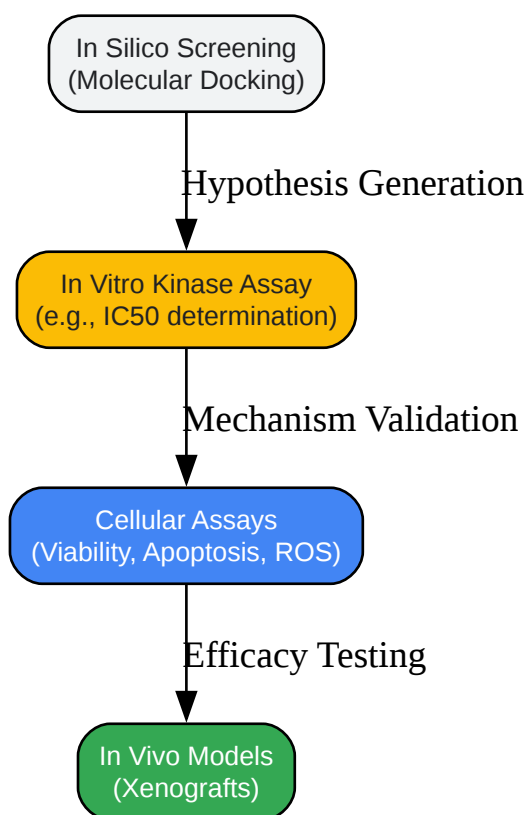 In Silico Screening
(Molecular Docking)
Hypothesis Generation
In Vitro Kinase Assay
(e.g., IC50 determination)
Mechanism Validation
Cellular Assays
(Viability, Apoptosis, ROS)
Efficacy Testing
In Vivo Models
(Xenografts)